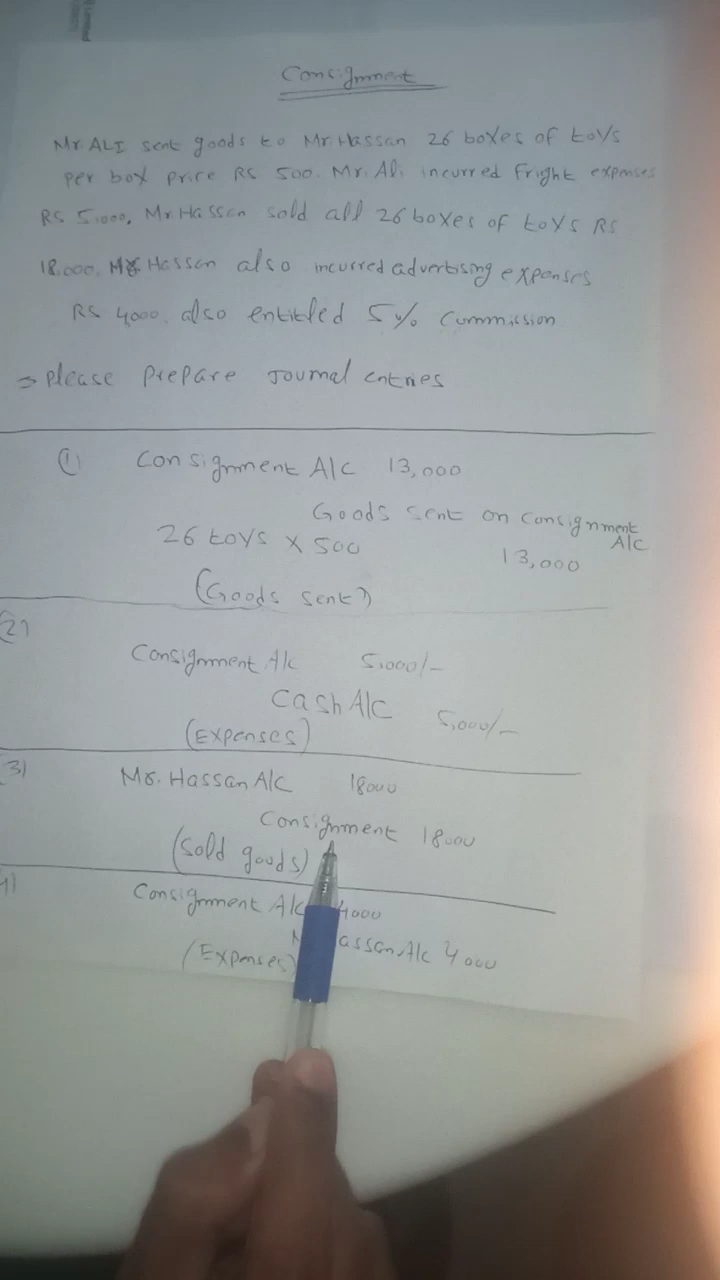 Consignment
Mr. ALI sent goods to Mr Hassan 26 boxes of toys
per box price RS 500. Mr. Ali incurred Fright expenses
RS 5,000, Mr. Hassan sold all 26 boxes of toys RS
18,000. Mr Hassan also incurred advertising expenses
RS 4,000. also entitled 5% Commission
→ please prepare Journal entries
(1) Consignment A/C 13,000
Goods sent on consignment A/C
26 toys X 500 13,000
(Goods sent)
(2) Consignment A/c 5,000/-
Cash A/C 5,000/-
(Expenses)
3) Mr. Hassan A/C 18000
Consignment 18000
(Sold goods)
4) Consignment A/c 4000
Hassan A/c 4000
(Expenses)